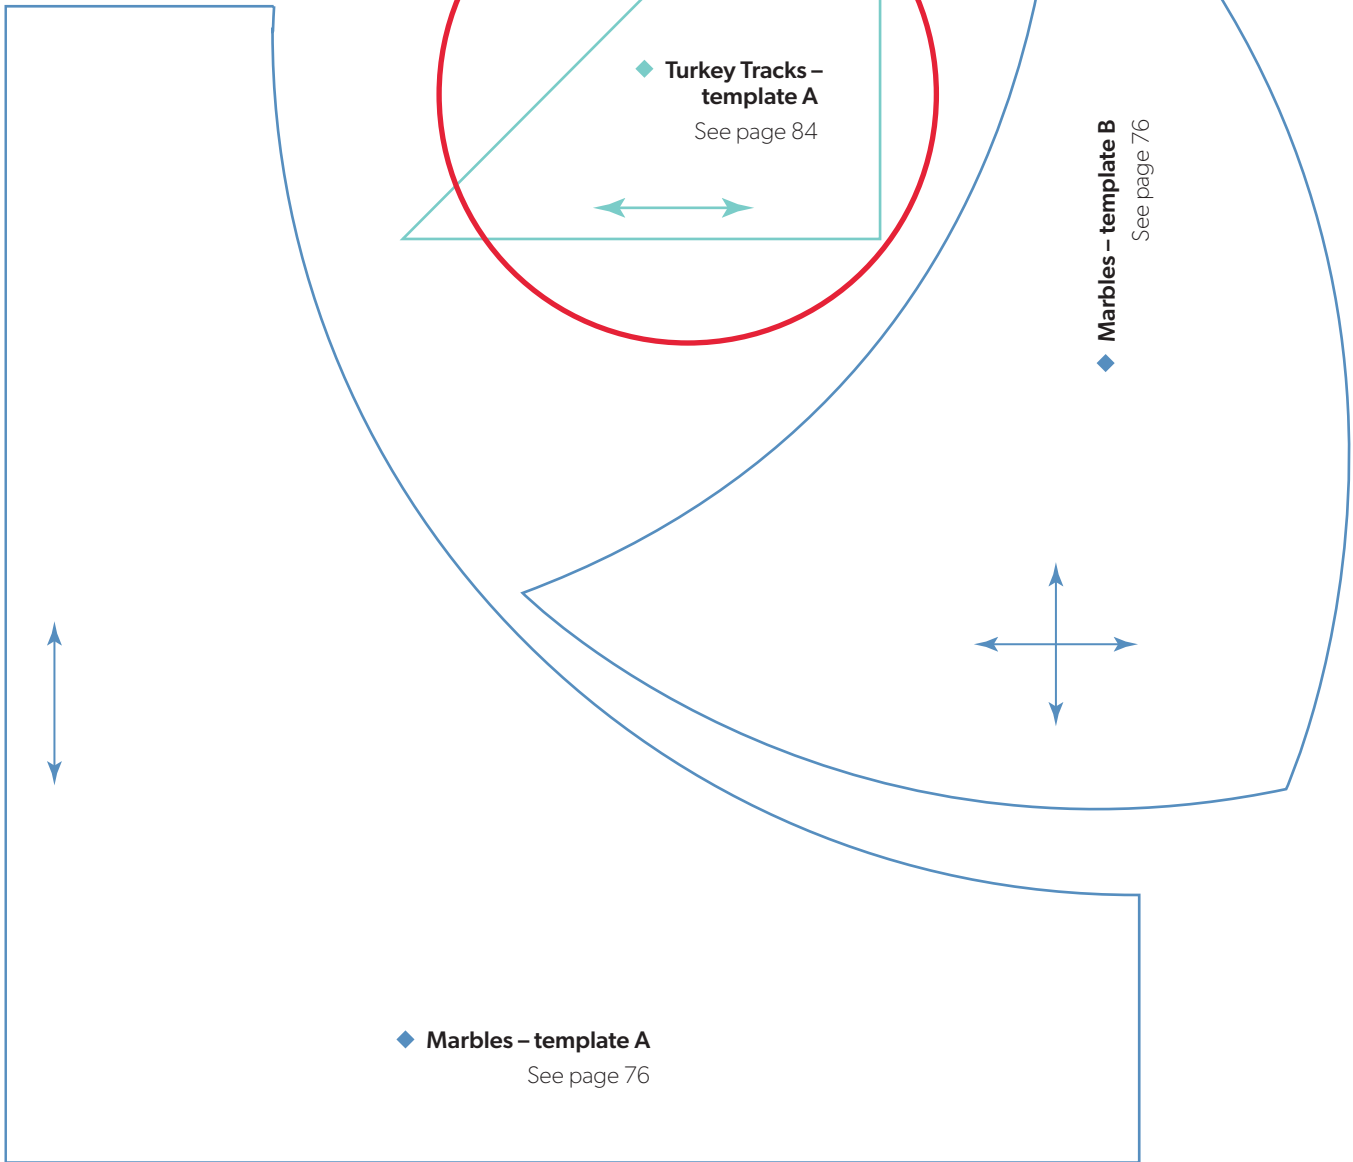 Turkey Tracks –
template A
See page 84
Marbles – template B
See page 76
Marbles – template A
See page 76